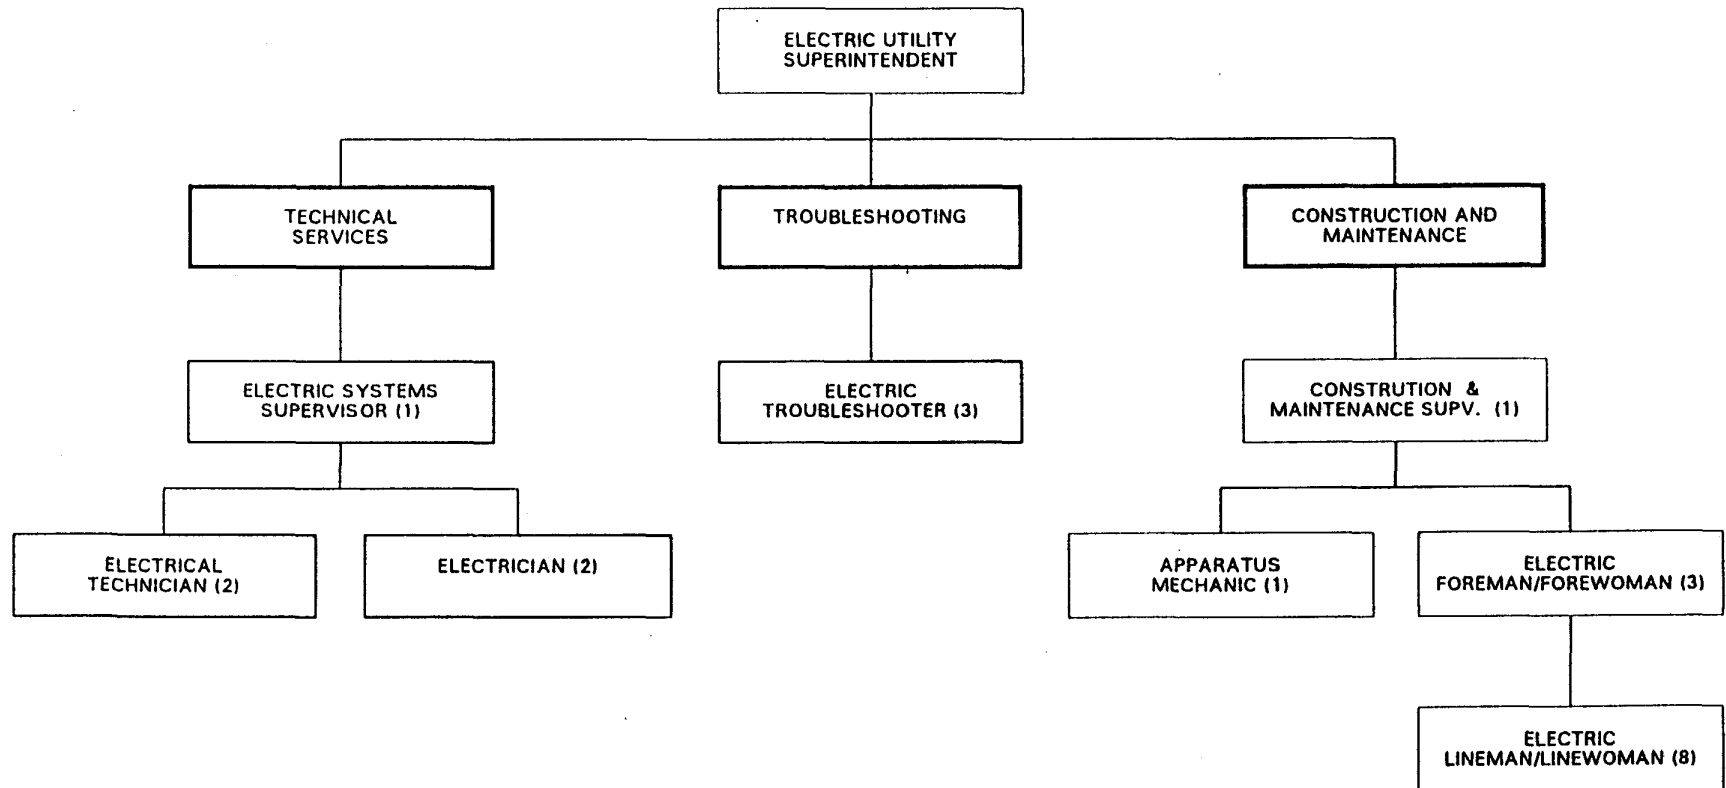 ELECTRIC UTILITY
SUPERINTENDENT
TECHNICAL
SERVICES
TROUBLESHOOTING
CONSTRUCTION AND
MAINTENANCE
ELECTRIC SYSTEMS
SUPERVISOR (1)
ELECTRIC
TROUBLESHOOTER (3)
CONSTRUTION &
MAINTENANCE SUPV. (1)
ELECTRICAL
TECHNICIAN (2)
ELECTRICIAN (2)
APPARATUS
MECHANIC (1)
ELECTRIC
FOREMAN/FOREWOMAN (3)
ELECTRIC
LINEMAN/LINEWOMAN (8)